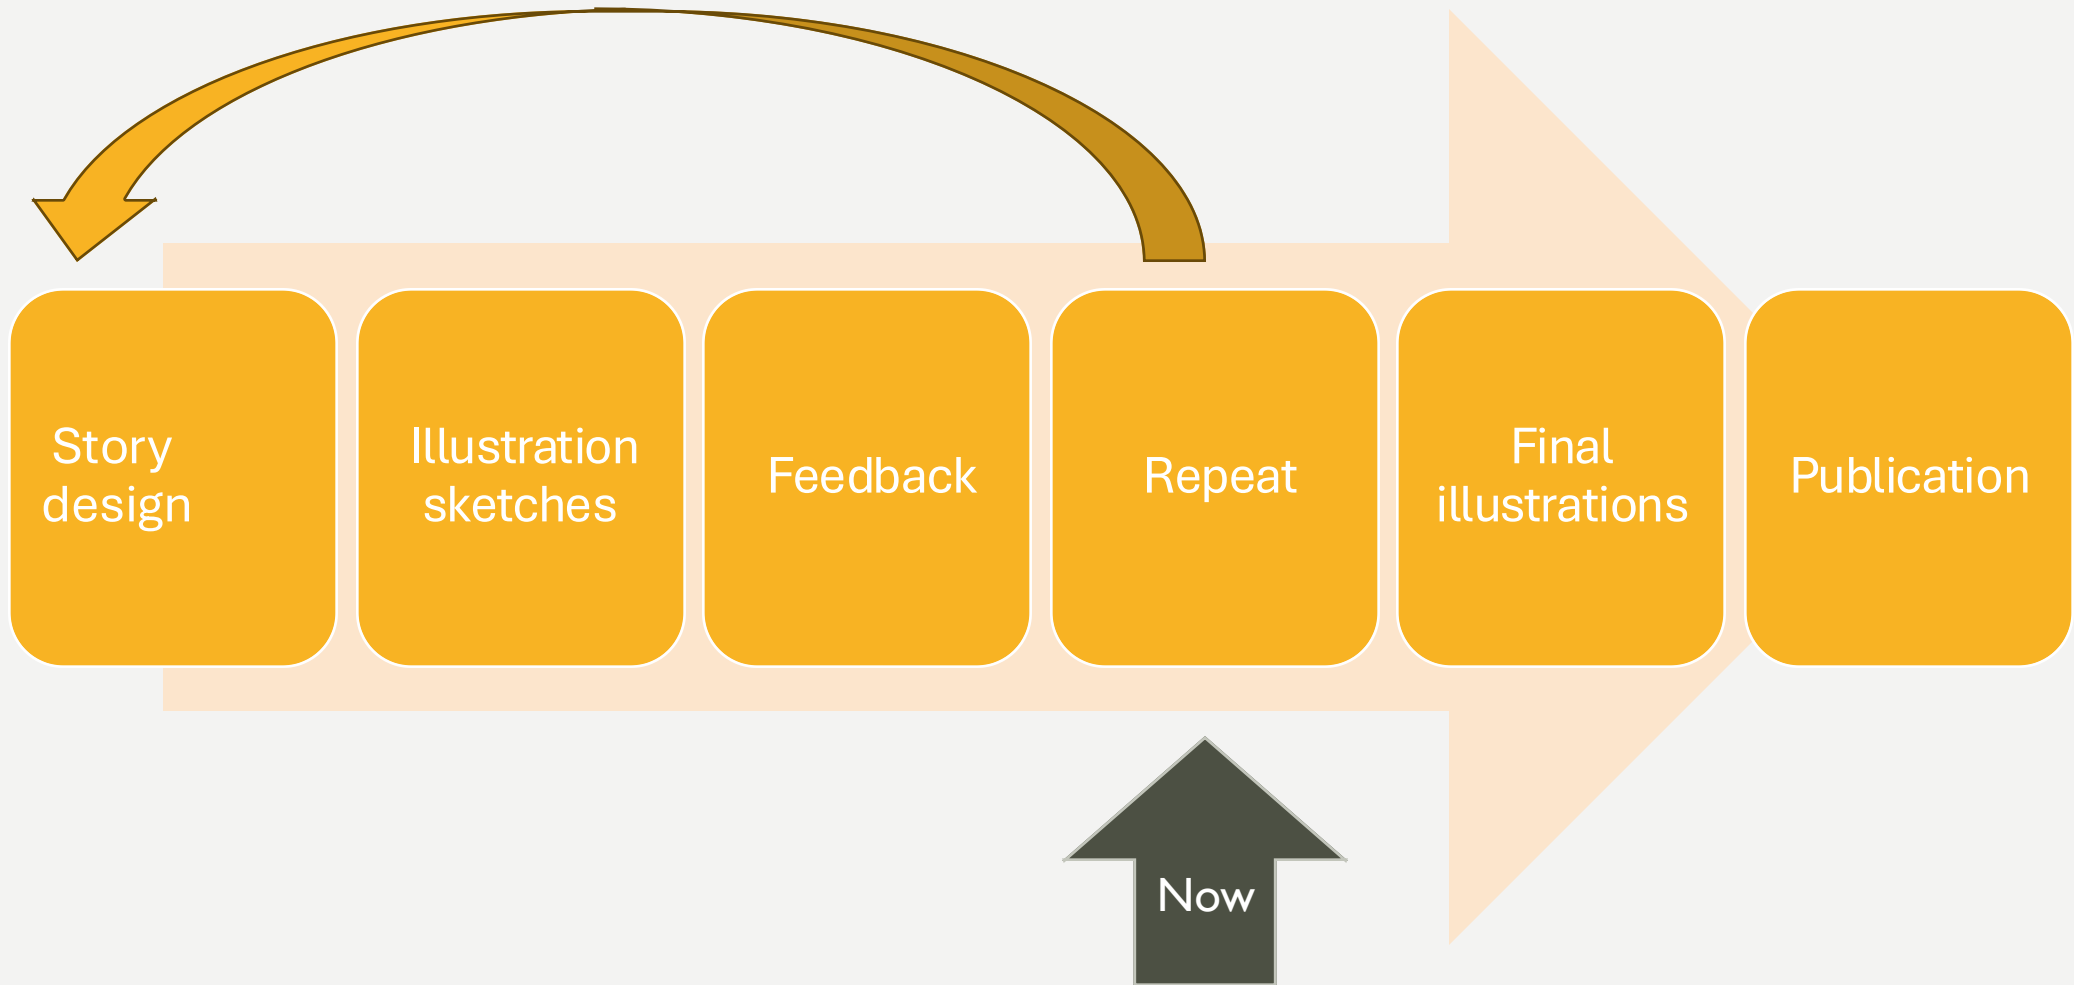 Story
design
Illustration
sketches
Feedback
Repeat
Final
illustrations
Publication
Now